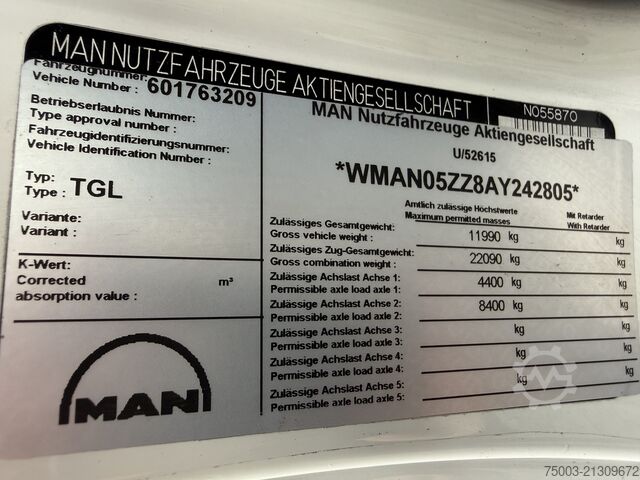 MAN NUTZFAHRZEUGE AKTIENGESELLSCHAFT
N055870
Fahrzeugnummer:
Vehicle Number : 601763209
Betriebserlaubnis Nummer:
Type approval number :
Fahrzeugidentifizierungsnummer:
Vehicle Identification Number :
Typ:
Type : TGL
Variante:
Variant :
K-Wert:
Corrected m³
absorption value :
MAN
MAN Nutzfahrzeuge Aktiengesellschaft
U/52615
*WMAN05ZZ8AY242805*
Amtlich zulässige Höchstwerte Mit Retarder
Maximum permitted masses With Retarder
Zulässiges Gesamtgewicht:
Gross vehicle weight : 11990 kg kg
Zulässiges Zug-Gesamtgewicht:
Gross combination weight : 22090 kg kg
Zulässige Achslast Achse 1:
Permissible axle load axle 1: 4400 kg kg
Zulässige Achslast Achse 2:
Permissible axle load axle 2: 8400 kg kg
Zulässige Achslast Achse 3:
Permissible axle load axle 3: kg kg
Zulässige Achslast Achse 4:
Permissible axle load axle 4: kg kg
Zulässige Achslast Achse 5:
Permissible axle load axle 5: kg kg
75003-21309672